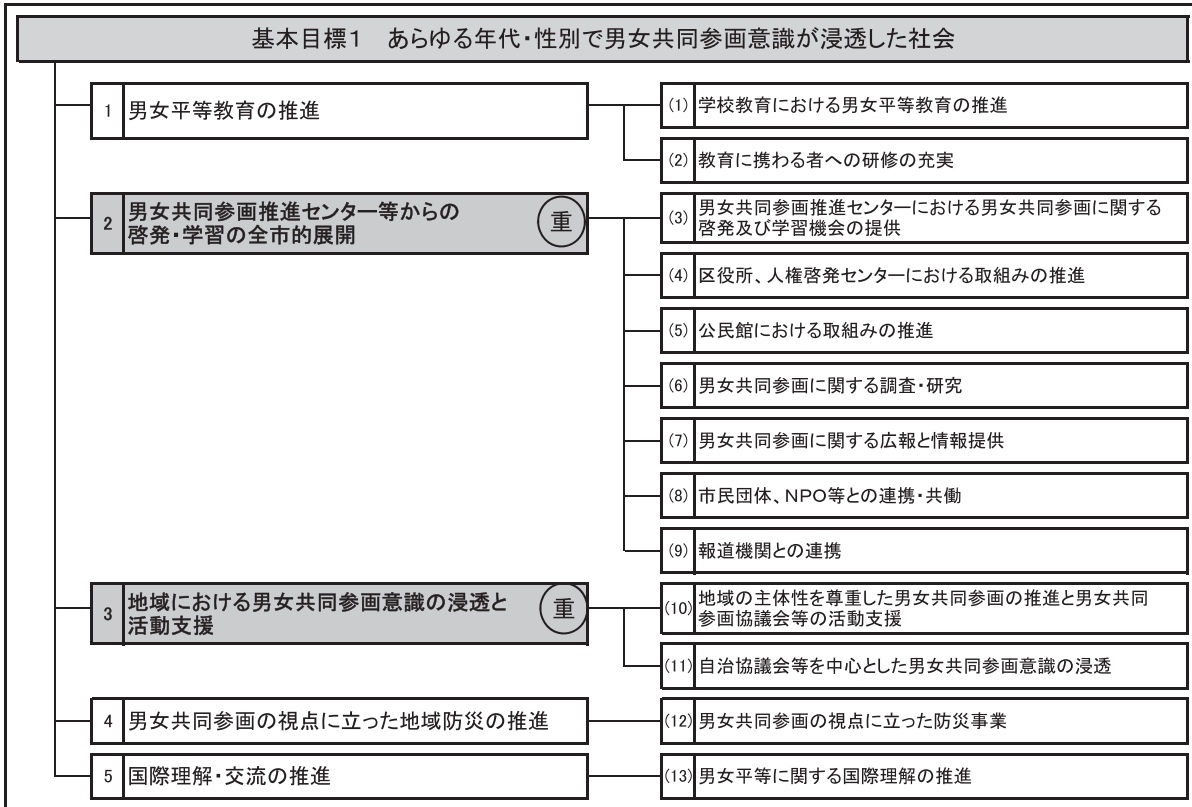 基本目標1　あらゆる年代・性別で男女共同参画意識が浸透した社会
1 男女平等教育の推進
(1) 学校教育における男女平等教育の推進
(2) 教育に携わる者への研修の充実
2 男女共同参画推進センター等からの
啓発・学習の全市的展開
重
(3) 男女共同参画推進センターにおける男女共同参画に関する
啓発及び学習機会の提供
(4) 区役所、人権啓発センターにおける取組みの推進
(5) 公民館における取組みの推進
(6) 男女共同参画に関する調査・研究
(7) 男女共同参画に関する広報と情報提供
(8) 市民団体、NPO等との連携・共働
(9) 報道機関との連携
3 地域における男女共同参画意識の浸透と
活動支援
重
(10) 地域の主体性を尊重した男女共同参画の推進と男女共同
参画協議会等の活動支援
(11) 自治協議会等を中心とした男女共同参画意識の浸透
4 男女共同参画の視点に立った地域防災の推進
(12) 男女共同参画の視点に立った防災事業
5 国際理解・交流の推進
(13) 男女平等に関する国際理解の推進